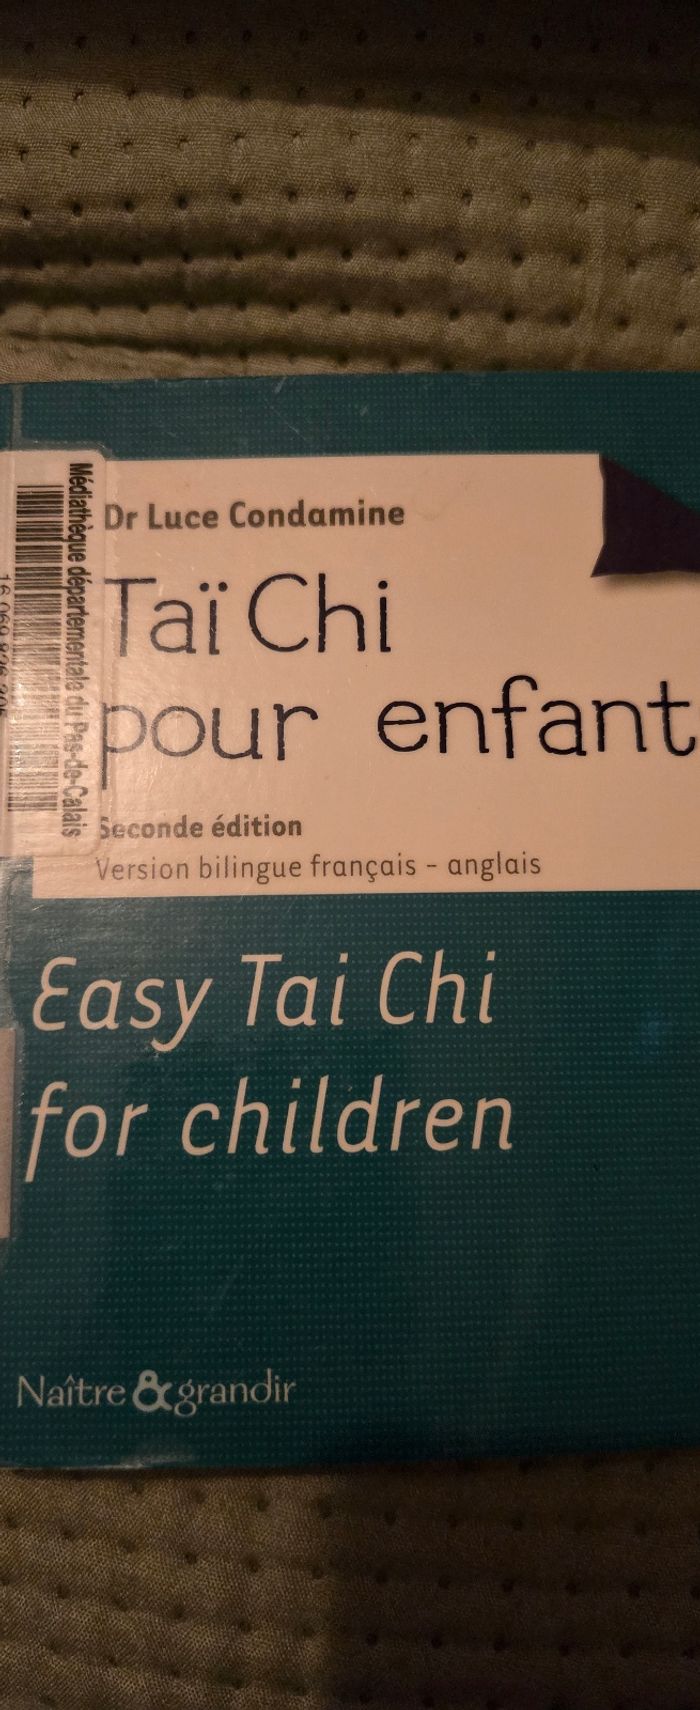 Dr Luce Condamine
Taï Chi
pour enfant
Seconde édition
Version bilingue français - anglais
Easy Tai Chi
for children
Naître & grandir
Médiathèque départementale du Pas-de-Calais